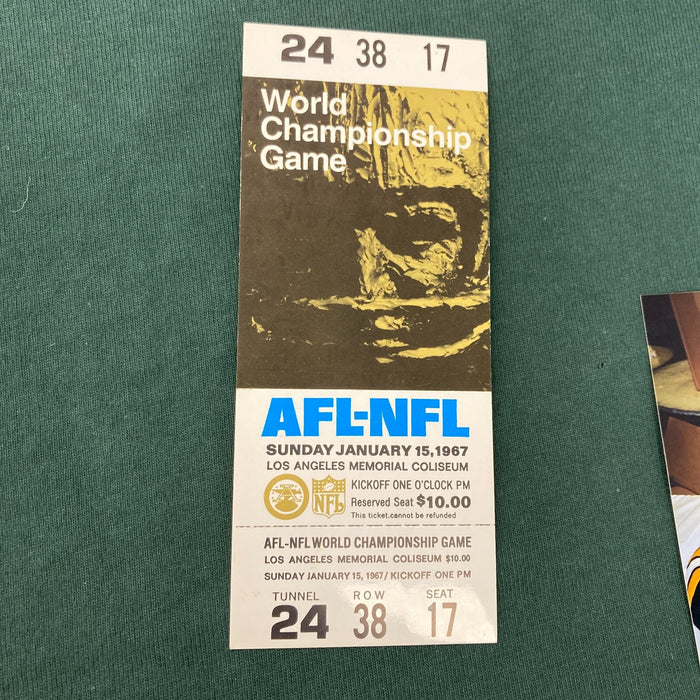 24 38 17
World
Championship
Game
AFL-NFL
SUNDAY JANUARY 15, 1967
LOS ANGELES MEMORIAL COLISEUM
KICKOFF ONE O'CLOCK PM
NFL
Reserved Seat $10.00
This ticket cannot be refunded
AFL-NFL WORLD CHAMPIONSHIP GAME
LOS ANGELES MEMORIAL COLISEUM $10.00
SUNDAY JANUARY 15, 1967/ KICKOFF ONE PM
TUNNEL ROW SEAT
24 38 17